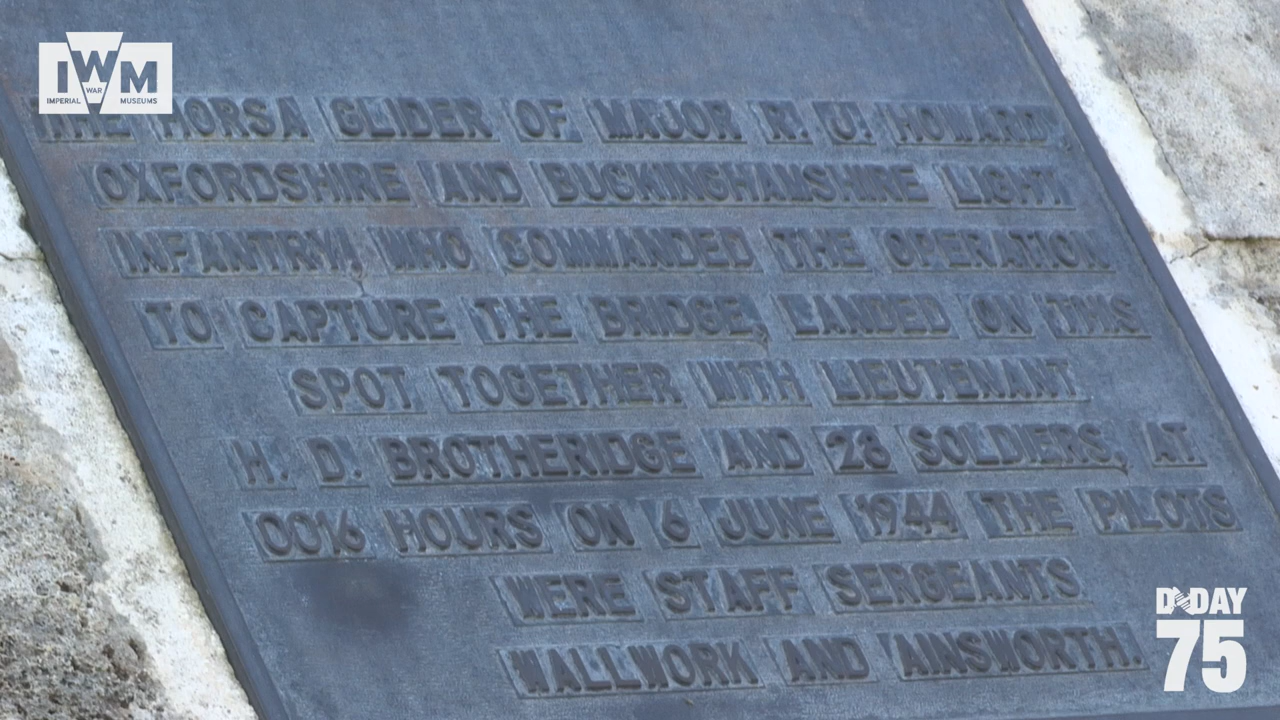 IWM
IMPERIAL WAR MUSEUMS
THE HORSA GLIDER OF MAJOR R. J. HOWARD,
OXFORDSHIRE AND BUCKINGHAMSHIRE LIGHT
INFANTRY, WHO COMMANDED THE OPERATION
TO CAPTURE THE BRIDGE, LANDED ON THIS
SPOT TOGETHER WITH LIEUTENANT
H. D. BROTHERIDGE AND 28 SOLDIERS, AT
0016 HOURS ON 6 JUNE 1944 THE PILOTS
WERE STAFF SERGEANTS
WALLWORK AND AINSWORTH.
D-DAY
75